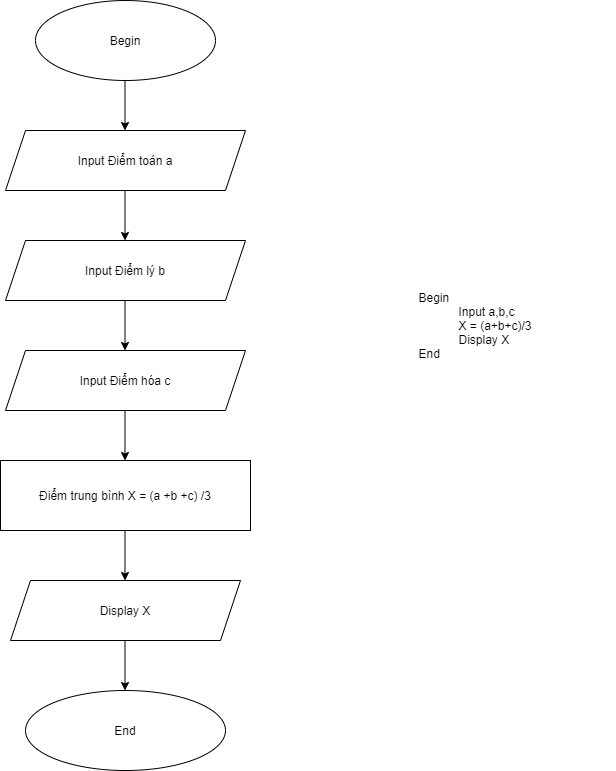 Begin
Input Điểm toán a
Input Điểm lý b
Input Điểm hóa c
Điểm trung bình X = (a +b +c) /3
Display X
End
Begin
Input a,b,c
X = (a+b+c)/3
Display X
End